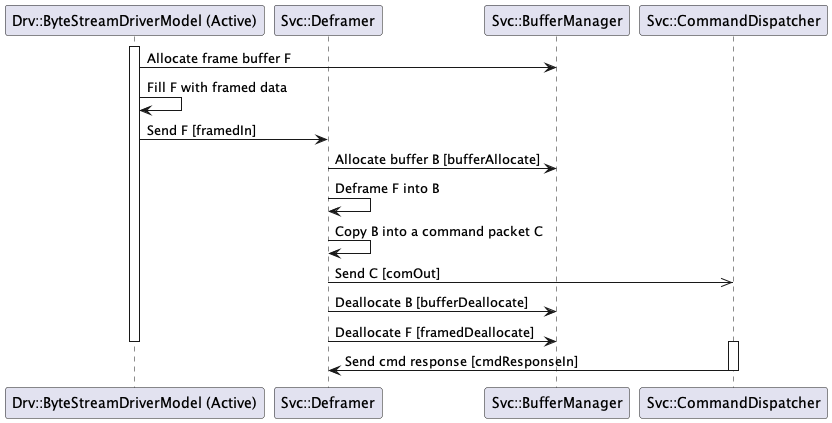 Drv::ByteStreamDriverModel (Active)
Svc::Deframer
Svc::BufferManager
Svc::CommandDispatcher
Allocate frame buffer F
Fill F with framed data
Send F [framedIn]
Allocate buffer B [bufferAllocate]
Deframe F into B
Copy B into a command packet C
Send C [comOut]
Deallocate B [bufferDeallocate]
Deallocate F [framedDeallocate]
Send cmd response [cmdResponseIn]
Drv::ByteStreamDriverModel (Active)
Svc::Deframer
Svc::BufferManager
Svc::CommandDispatcher